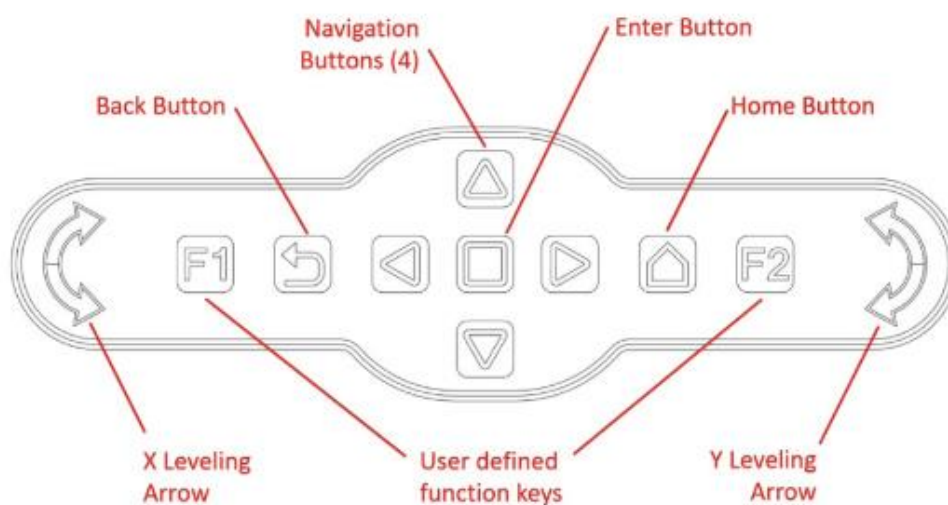 Navigation
Buttons (4)
Enter Button
Back Button
Home Button
F1
F2
X Leveling
Arrow
User defined
function keys
Y Leveling
Arrow